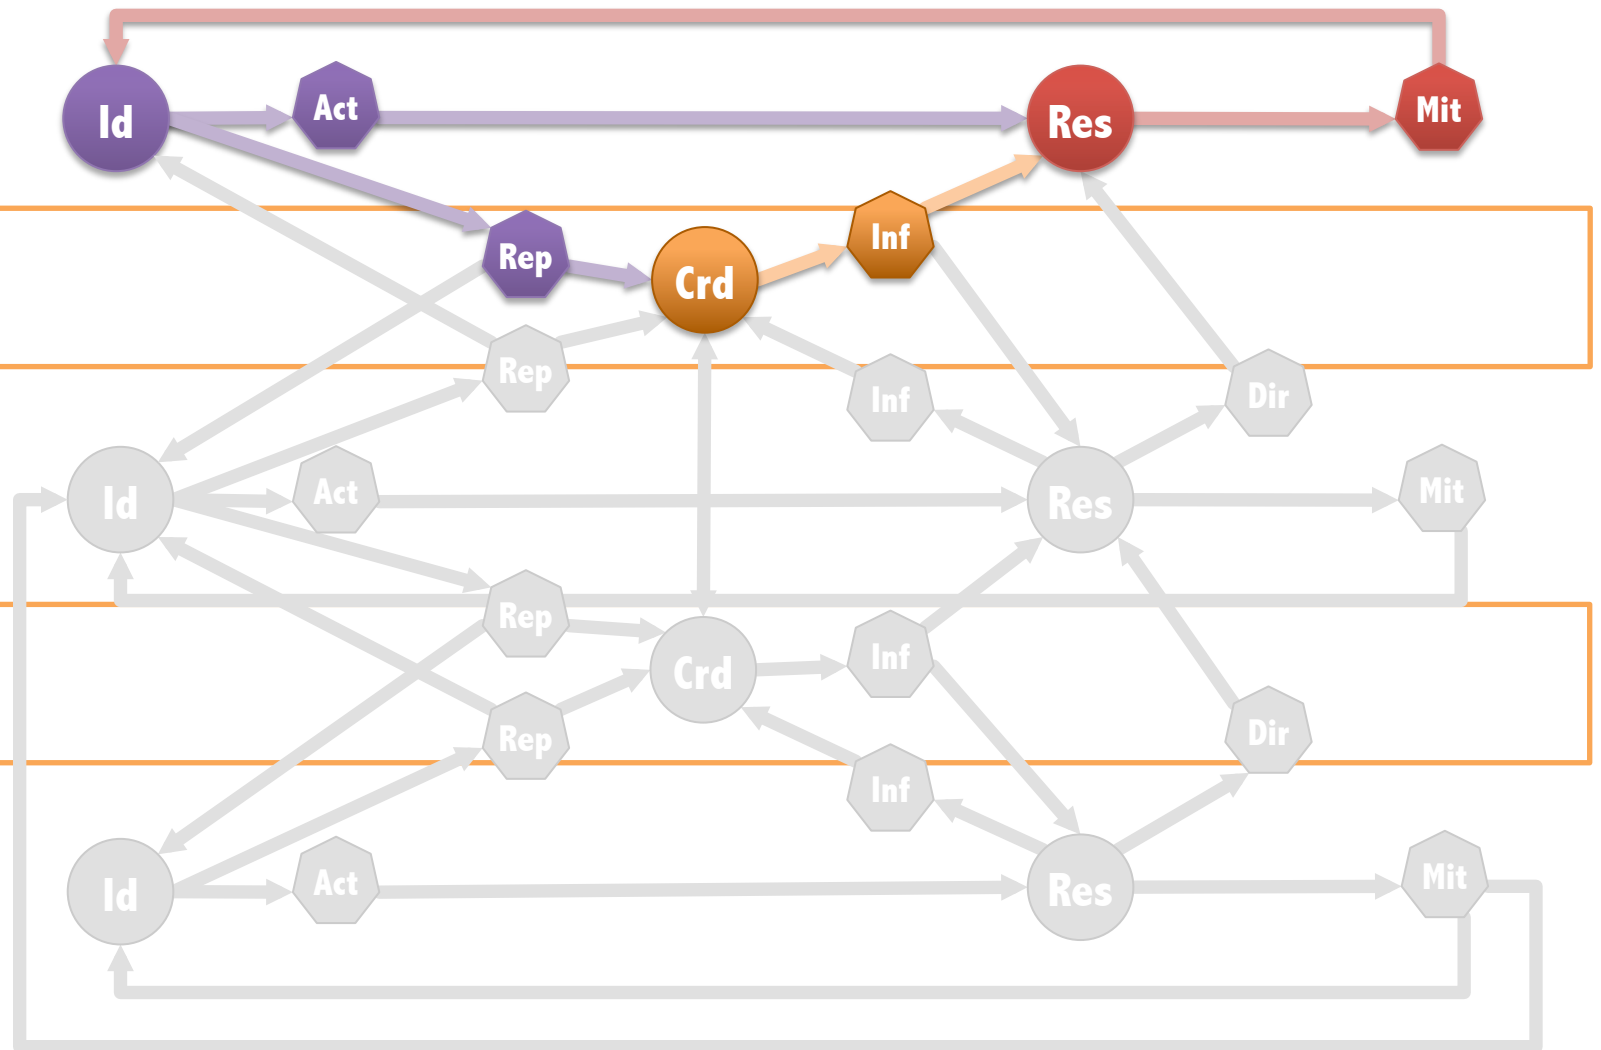 Id
Act
Res
Mit
Rep
Crd
Inf
Rep
Inf
Dir
Id
Act
Res
Mit
Rep
Crd
Inf
Rep
Inf
Dir
Id
Act
Res
Mit